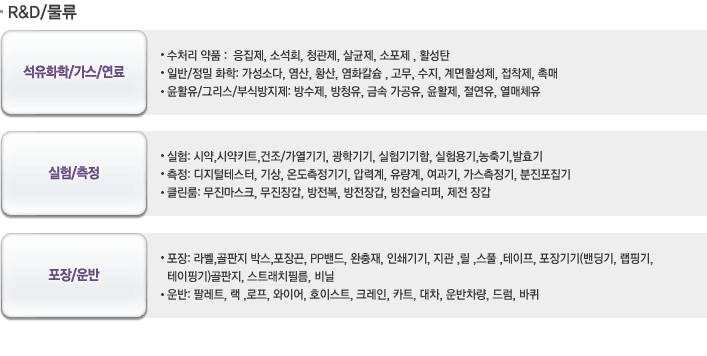 · R&D/물류
석유화학/가스/연료
• 수처리 약품 : 응집제, 소석회, 청관제, 살균제, 소포제 , 활성탄
• 일반/정밀 화학: 가성소다, 염산, 황산, 염화칼슘 , 고무, 수지, 계면활성제, 접착제, 촉매
• 윤활유/그리스/부식방지제: 방수제, 방청유, 금속 가공유, 윤활제, 절연유, 열매체유
실험/측정
• 실험: 시약,시약키트,건조/가열기기, 광학기기, 실험기기함, 실험용기,농축기,발효기
• 측정: 디지털테스터, 기상, 온도측정기기, 압력계, 유량계, 여과기, 가스측정기, 분진포집기
• 클린룸: 무진마스크, 무진장갑, 방전복, 방전장갑, 방전슬리퍼, 제전 장갑
포장/운반
• 포장: 라벨,골판지 박스,포장끈, PP밴드, 완충재, 인쇄기기, 지관 ,릴 ,스풀 ,테이프, 포장기기(밴딩기, 랩핑기,
테이핑기)골판지, 스트래치필름, 비닐
• 운반: 팔레트, 랙 ,로프, 와이어, 호이스트, 크레인, 카트, 대차, 운반차량, 드럼, 바퀴